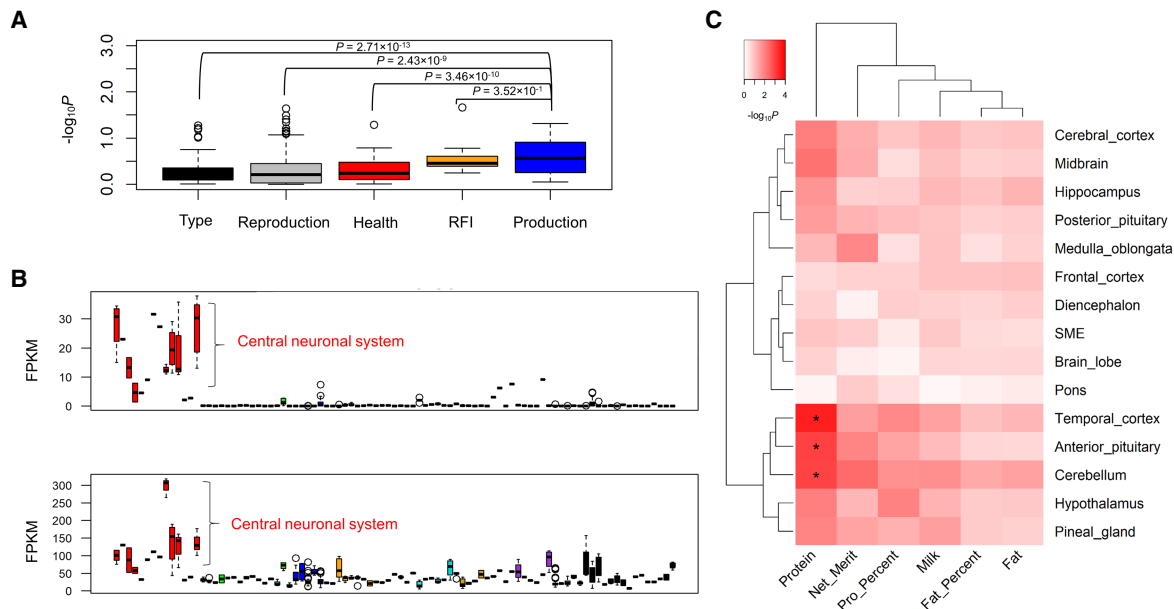 A
3.0
2.0
1.0
0.0
-log10P
P = 2.71×10-13
P = 2.43×10-9
P = 3.46×10-10
P = 3.52×10-1
Type
Reproduction
Health
RFI
Production
B
30
20
10
0
FPKM
Central neuronal system
300
250
200
150
100
50
0
FPKM
Central neuronal system
C
0 2 4
-log10P
Cerebral_cortex
Midbrain
Hippocampus
Posterior_pituitary
Medulla_oblongata
Frontal_cortex
Diencephalon
SME
Brain_lobe
Pons
* Temporal_cortex
* Anterior_pituitary
* Cerebellum
Hypothalamus
Pineal_gland
Protein
Net_Merit
Pro_Percent
Milk
Fat_Percent
Fat